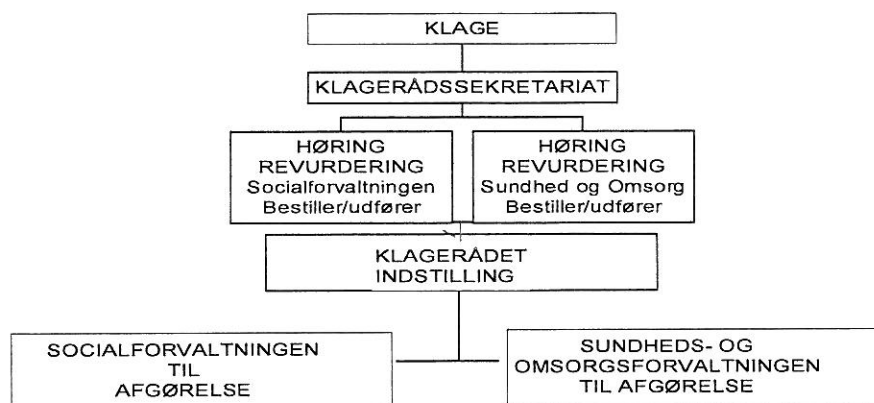 KLAGE
KLAGERÅDSSEKRETARIAT
HØRING
REVURDERING
Socialforvaltningen
Bestiller/udfører
HØRING
REVURDERING
Sundhed og Omsorg
Bestiller/udfører
KLAGERÅDET
INDSTILLING
SOCIALFORVALTNINGEN
TIL
AFGØRELSE
SUNDHEDS- OG
OMSORGSFORVALTNINGEN
TIL AFGØRELSE